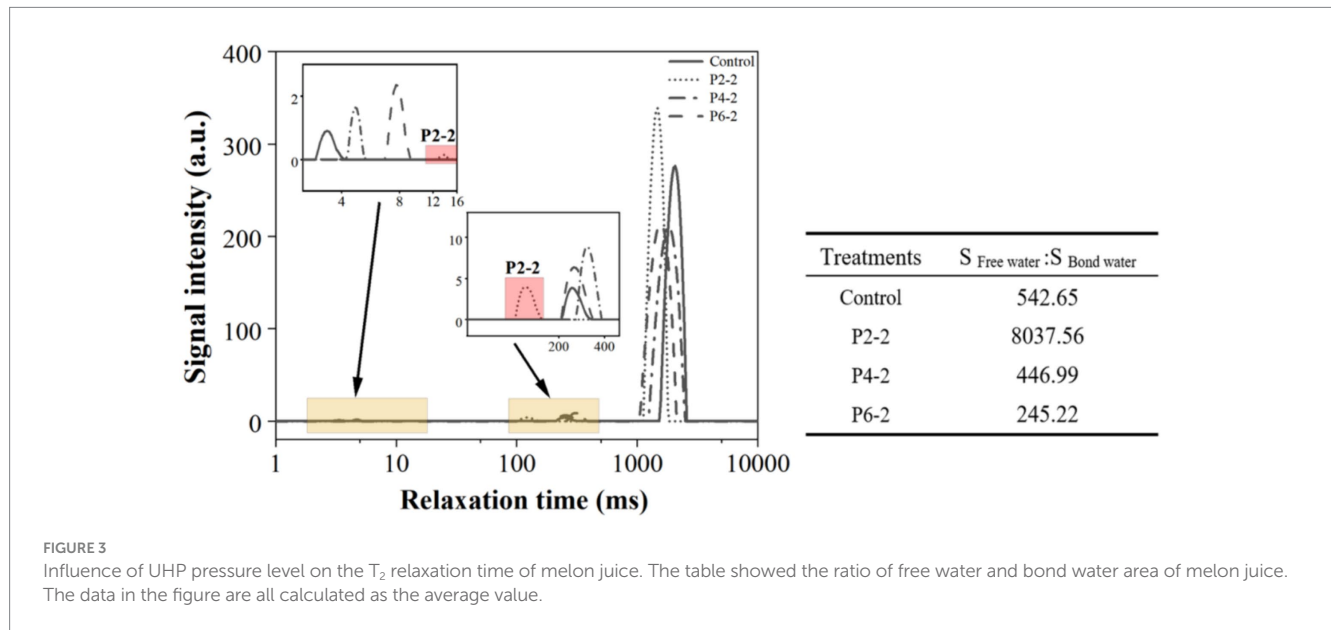 400
300
200
100
0
Signal intensity (a.u.)
1
10
100
1000
10000
Relaxation time (ms)
Control
P2-2
P4-2
P6-2
2
0
4
8
12
16
P2-2
10
5
0
200
400
P2-2
Treatments S Free water :S Bond water
Control 542.65
P2-2 8037.56
P4-2 446.99
P6-2 245.22
FIGURE 3
Influence of UHP pressure level on the T₂ relaxation time of melon juice. The table showed the ratio of free water and bond water area of melon juice.
The data in the figure are all calculated as the average value.